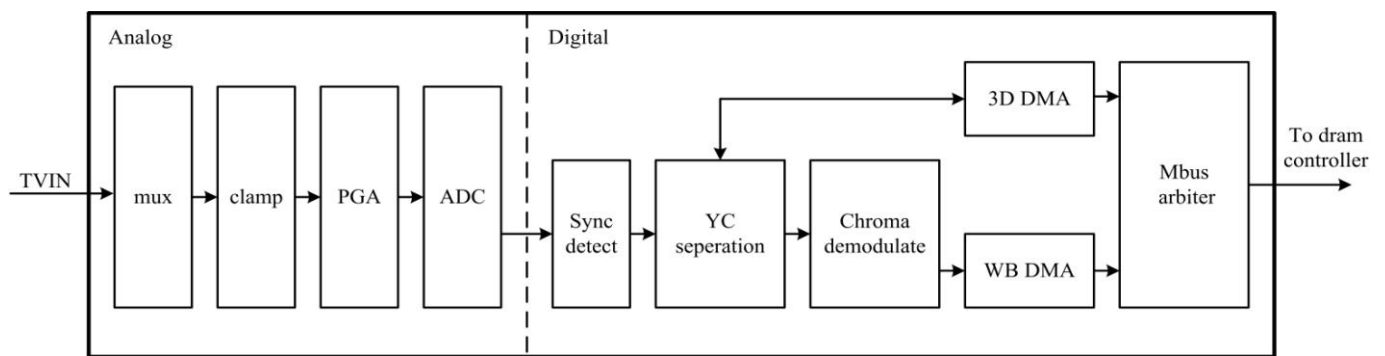 Analog
Digital
TVIN
mux
clamp
PGA
ADC
Sync
detect
YC
seperation
Chroma
demodulate
3D DMA
WB DMA
Mbus
arbiter
To dram
controller